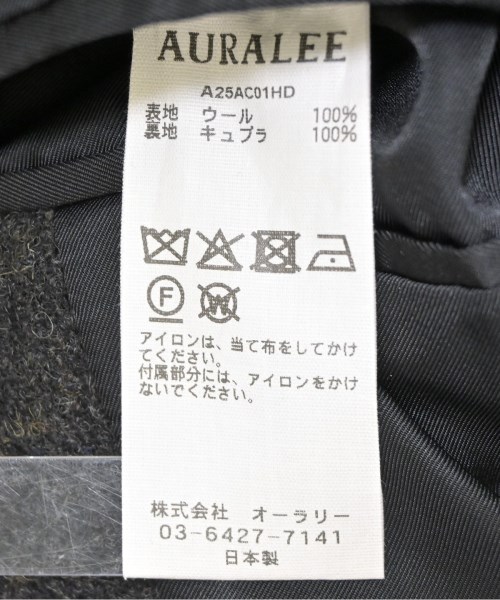 AURALEE
A25AC01HD
表地 ウール 100%
裏地 キュプラ 100%
F W
アイロンは、当て布をしてかけ
てください。
付属部分には、アイロンをかけ
ないでください。
株式会社 オーラリー
03-6427-7141
日本製